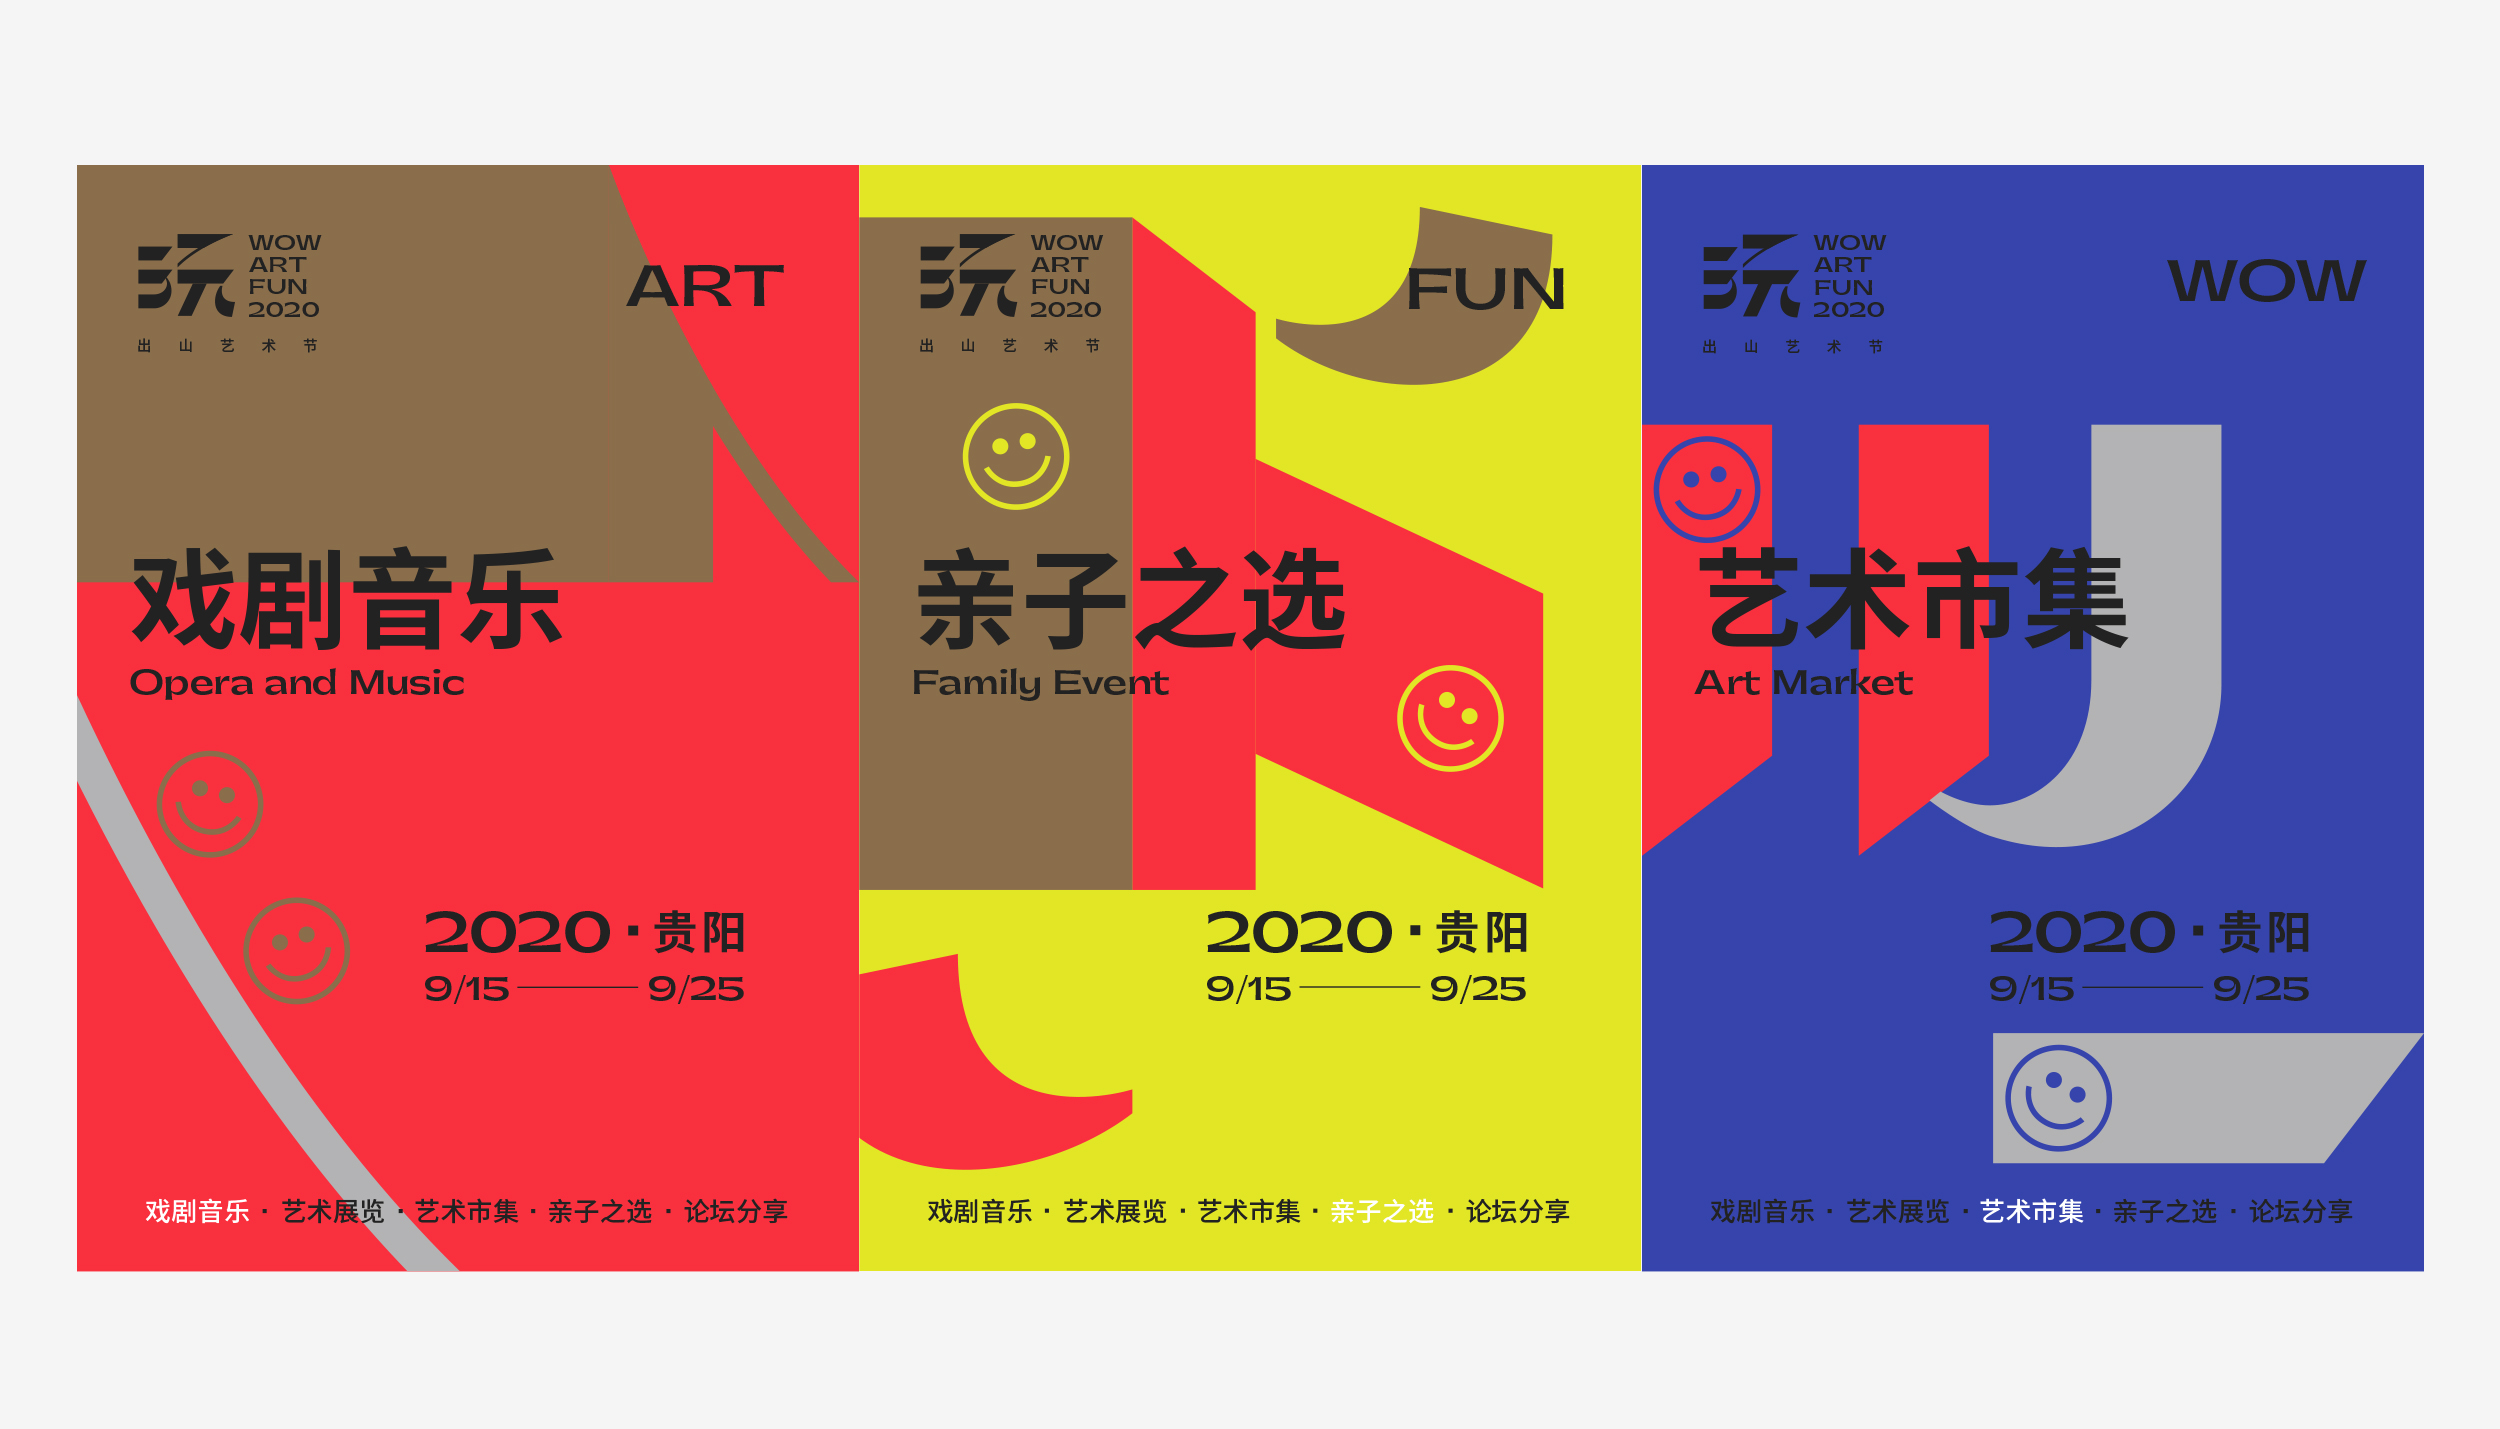 WOW
ART
FUN
2020
出山艺术节
ART
戏剧音乐
Opera and Music
2020 · 贵阳
9/15 — 9/25
戏剧音乐 · 艺术展览 · 艺术市集 · 亲子之选 · 论坛分享
WOW
ART
FUN
2020
出山艺术节
FUN
亲子之选
Family Event
2020 · 贵阳
9/15 — 9/25
戏剧音乐 · 艺术展览 · 艺术市集 · 亲子之选 · 论坛分享
WOW
ART
FUN
2020
出山艺术节
WOW
艺术市集
Art Market
2020 · 贵阳
9/15 — 9/25
戏剧音乐 · 艺术展览 · 艺术市集 · 亲子之选 · 论坛分享